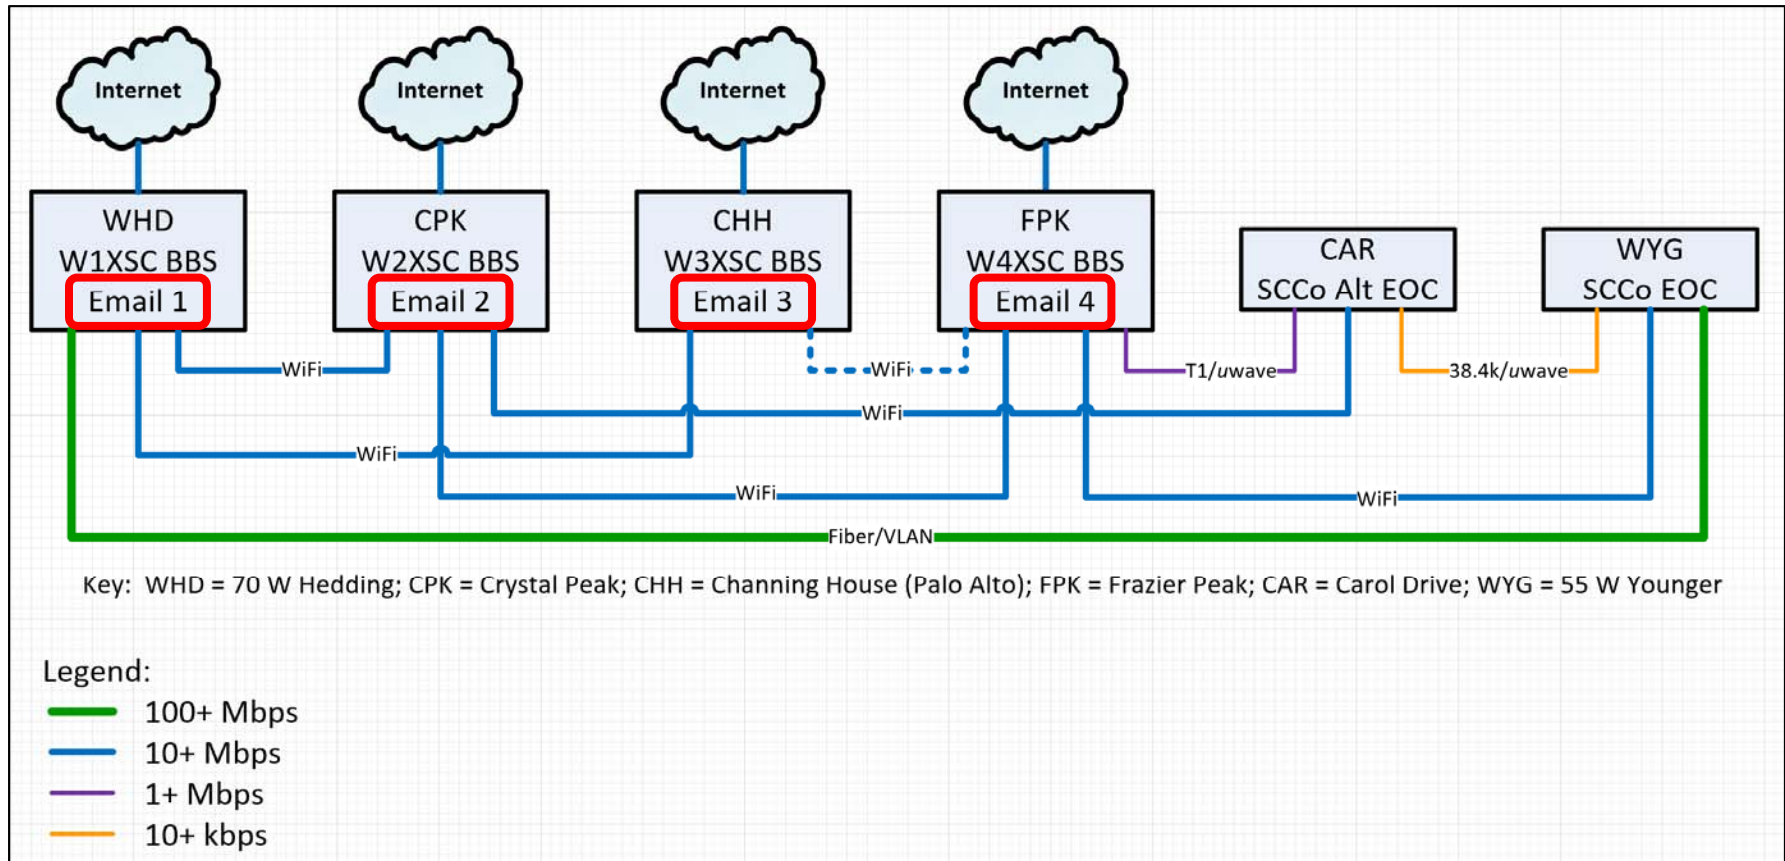 Internet
Internet
Internet
Internet
WHD
W1XSC BBS
Email 1
CPK
W2XSC BBS
Email 2
CHH
W3XSC BBS
Email 3
FPK
W4XSC BBS
Email 4
CAR
SCCo Alt EOC
WYG
SCCo EOC
WiFi
WiFi
T1/uwave
38.4k/uwave
WiFi
WiFi
WiFi
WiFi
Fiber/VLAN
Key: WHD = 70 W Hedding; CPK = Crystal Peak; CHH = Channing House (Palo Alto); FPK = Frazier Peak; CAR = Carol Drive; WYG = 55 W Younger
Legend:
100+ Mbps
10+ Mbps
1+ Mbps
10+ kbps